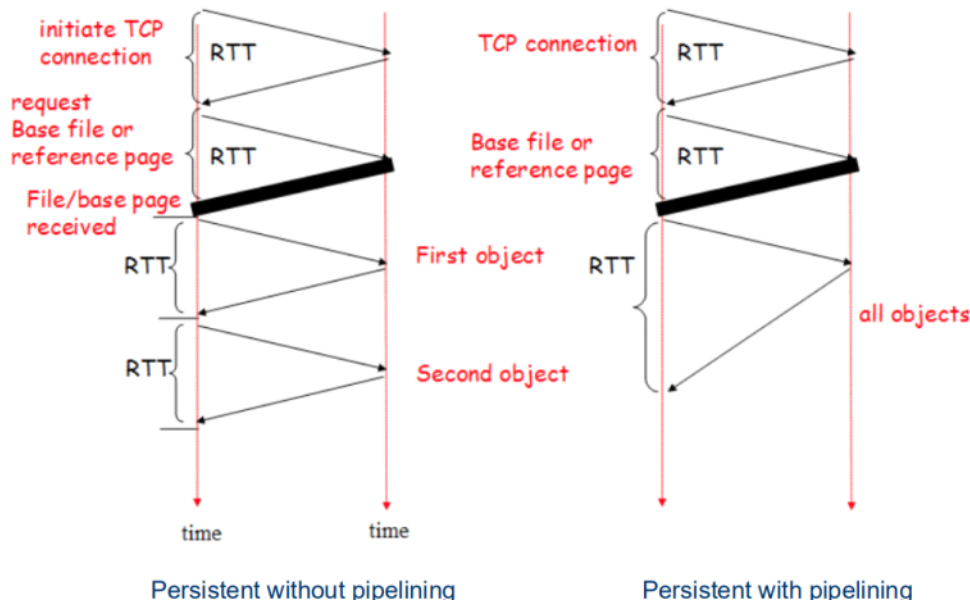 initiate TCP
connection
RTT
request
Base file or
reference page
RTT
File/base page
received
RTT
First object
RTT
Second object
time
time
Persistent without pipelining
TCP connection
RTT
Base file or
reference page
RTT
RTT
all objects
Persistent with pipelining